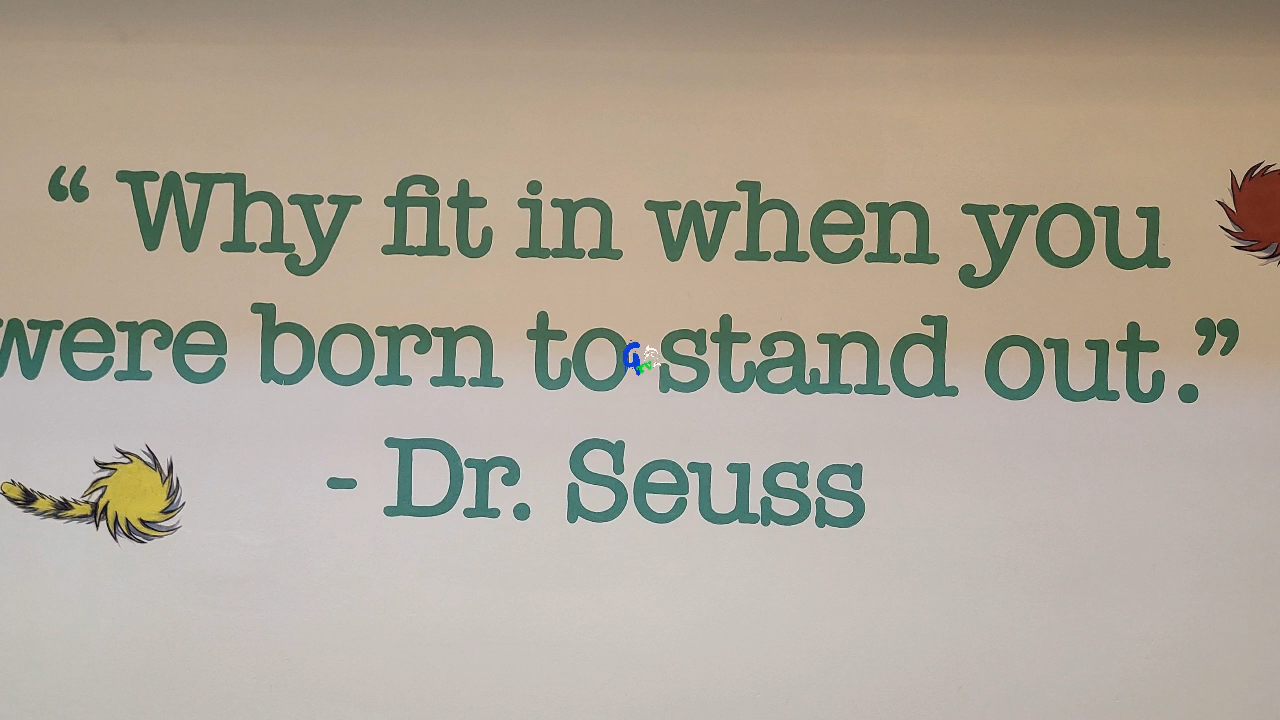 “ Why fit in when you
were born to stand out.”
- Dr. Seuss